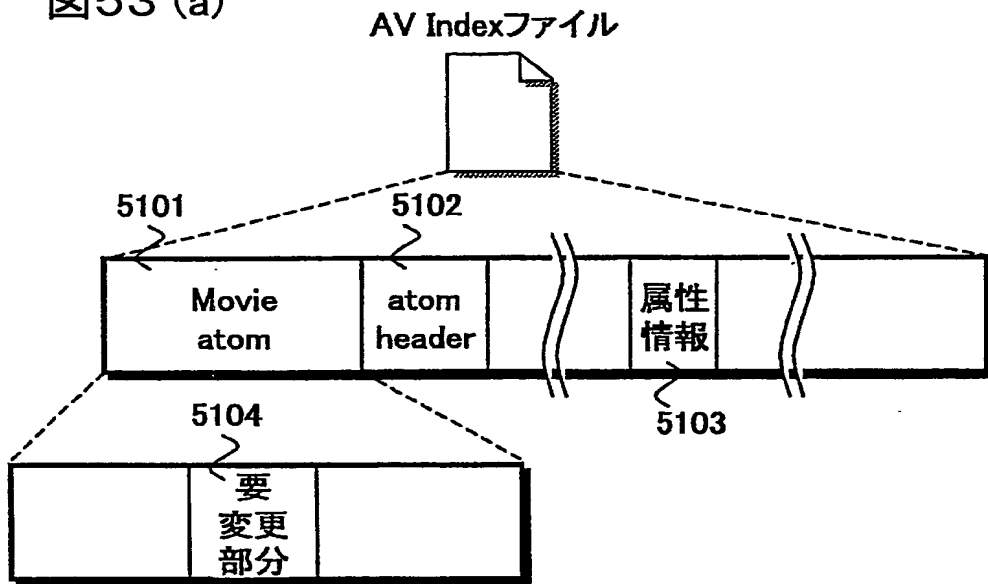 図53 (a)
AV Indexファイル
5101
5102
Movie
atom
atom
header
属性
情報
5103
5104
要
変更
部分